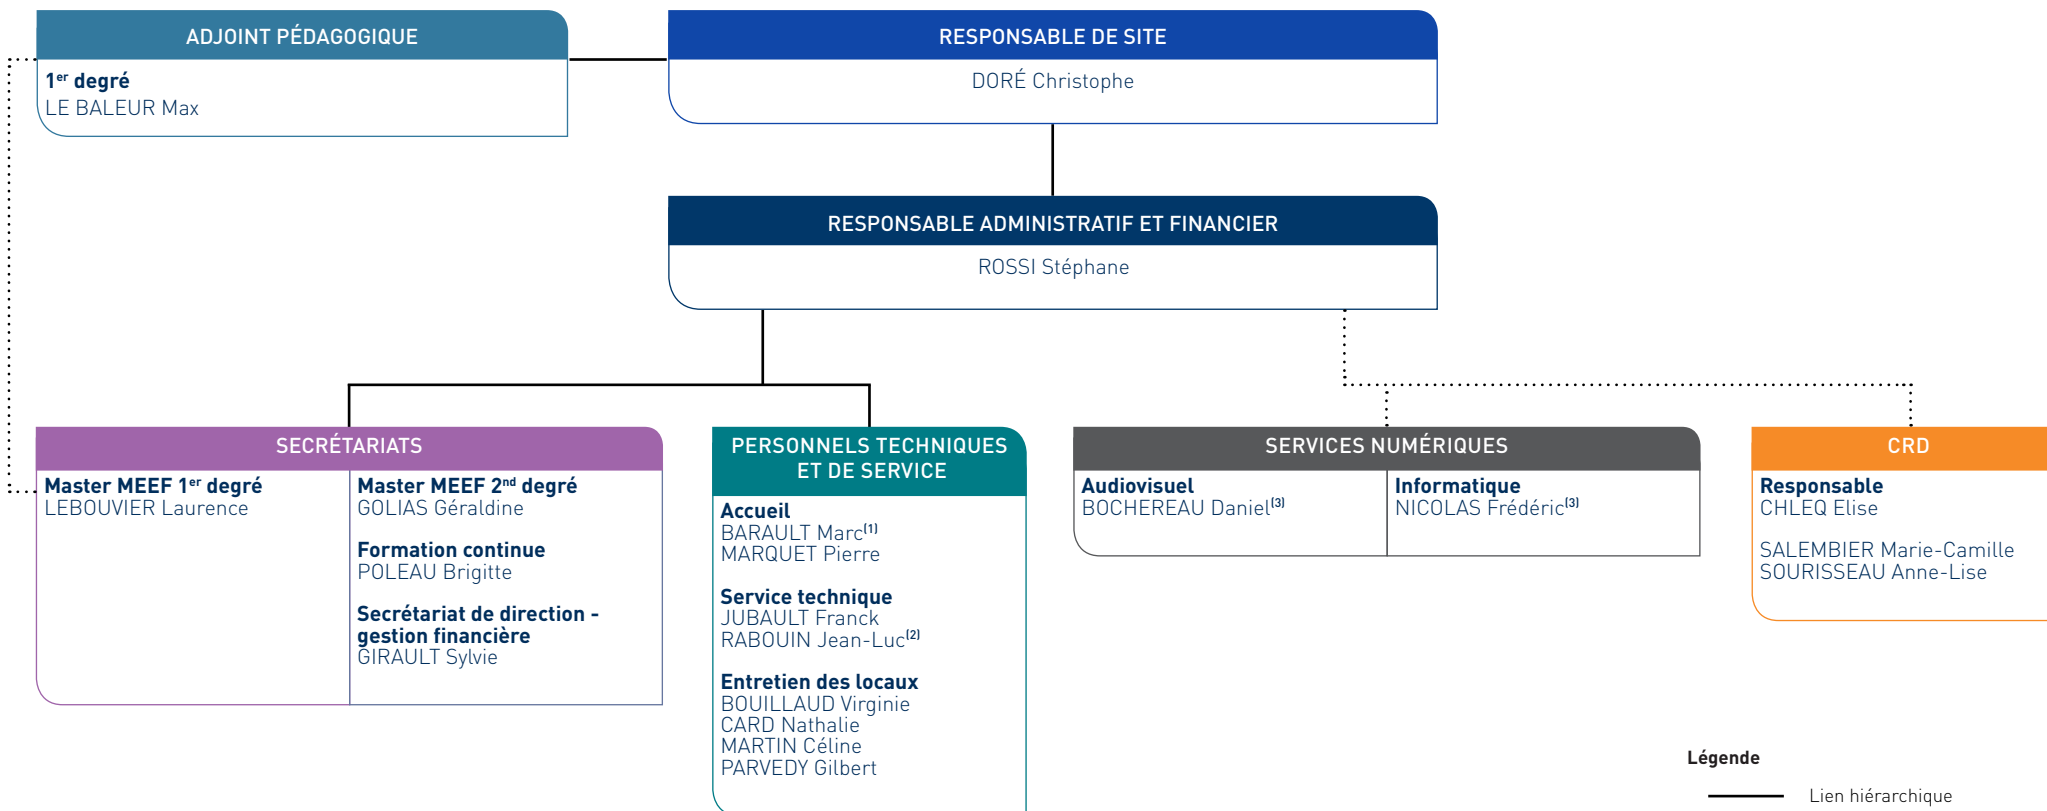 ADJOINT PÉDAGOGIQUE
1er degré
LE BALEUR Max
RESPONSABLE DE SITE
DORÉ Christophe
RESPONSABLE ADMINISTRATIF ET FINANCIER
ROSSI Stéphane
SECRÉTARIATS
Master MEEF 1er degré
LEBOUVIER Laurence
Master MEEF 2nd degré
GOLIAS Géraldine
Formation continue
POLEAU Brigitte
Secrétariat de direction -
gestion financière
GIRAULT Sylvie
PERSONNELS TECHNIQUES
ET DE SERVICE
Accueil
BARAULT Marc(1)
MARQUET Pierre
Service technique
JUBAULT Franck
RABOUIN Jean-Luc(2)
Entretien des locaux
BOUILLAUD Virginie
CARD Nathalie
MARTIN Céline
PARVEDY Gilbert
SERVICES NUMÉRIQUES
Audiovisuel
BOCHEREAU Daniel(3)
Informatique
NICOLAS Frédéric(3)
CRD
Responsable
CHLEQ Elise
SALEMBIER Marie-Camille
SOURISSEAU Anne-Lise
Légende
Lien hiérarchique